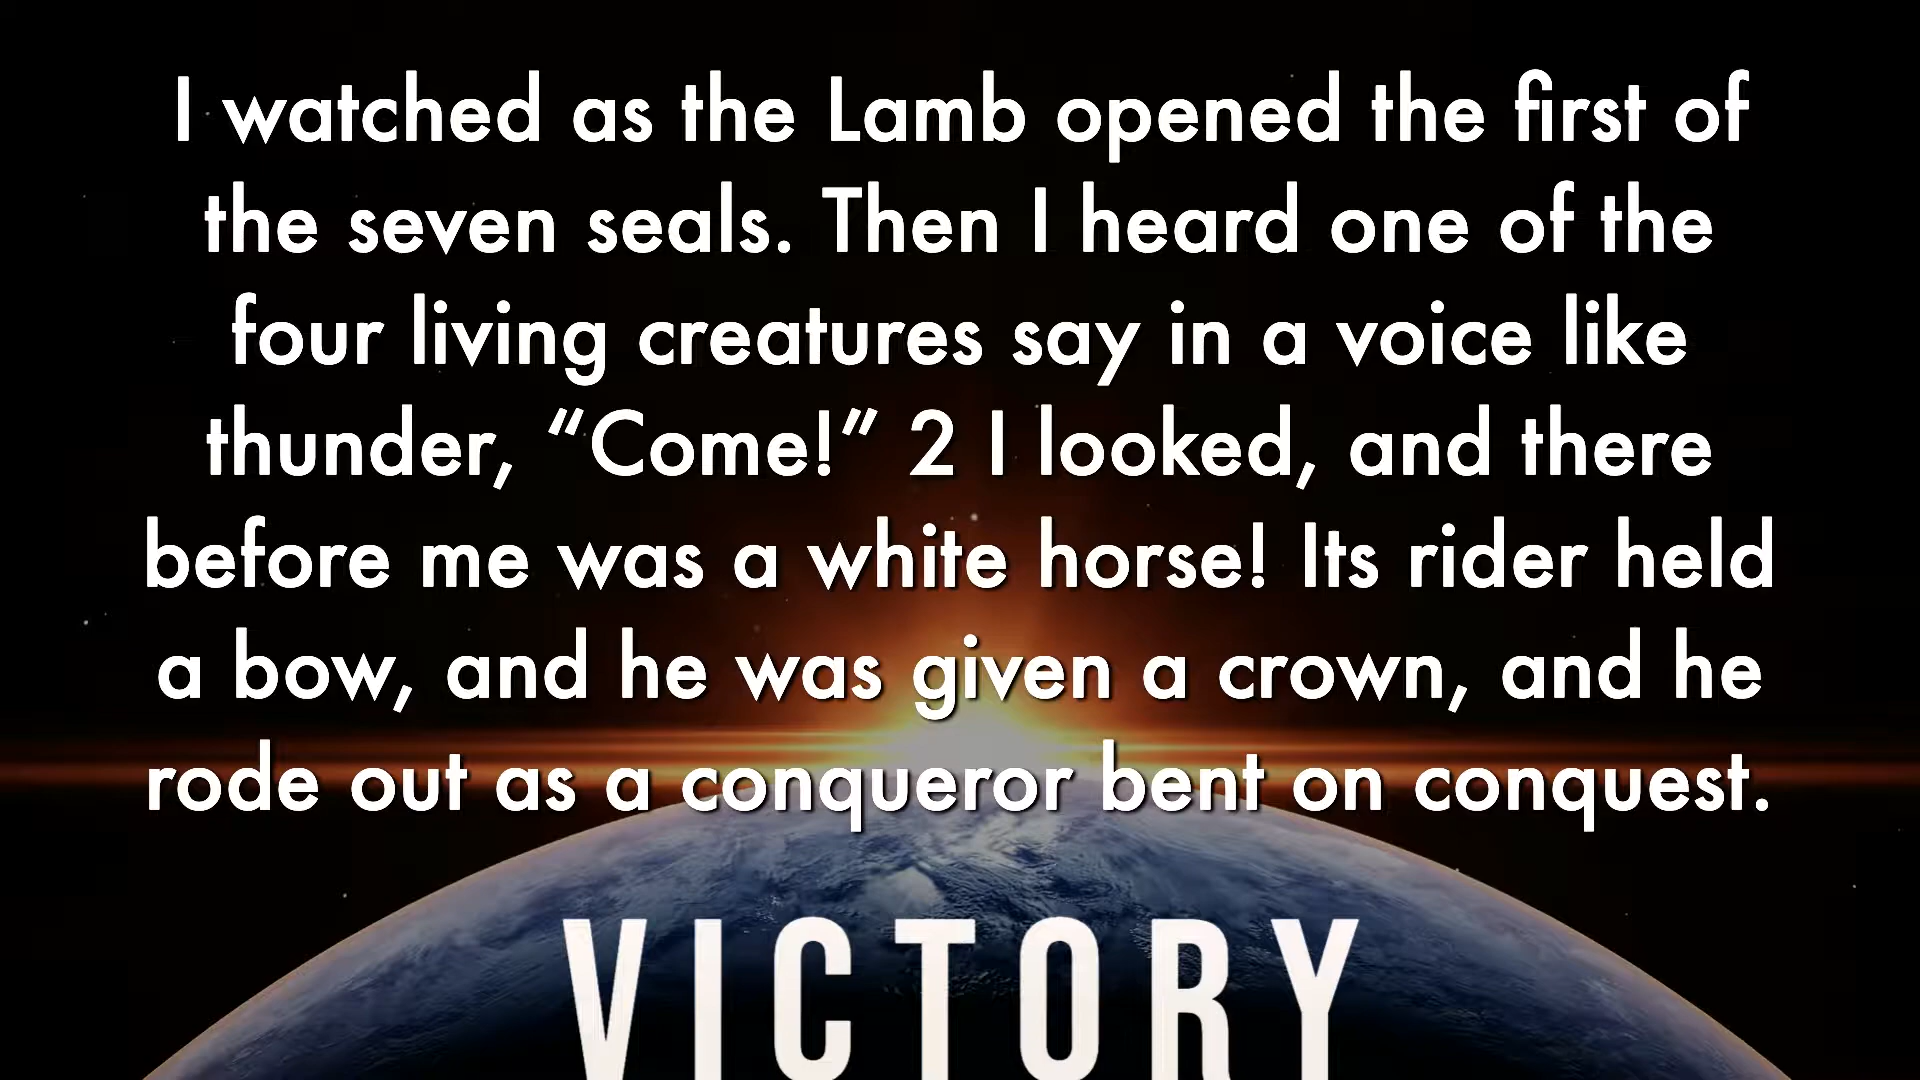 I watched as the Lamb opened the first of
the seven seals. Then I heard one of the
four living creatures say in a voice like
thunder, “Come!” 2 I looked, and there
before me was a white horse! Its rider held
a bow, and he was given a crown, and he
rode out as a conqueror bent on conquest.
VICTORY